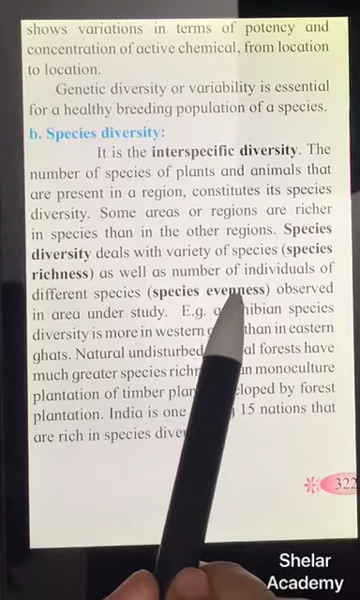 shows variations in terms of potency and
concentration of active chemical, from location
to location.
Genetic diversity or variability is essential
for a healthy breeding population of a species.
b. Species diversity:
It is the interspecific diversity. The
number of species of plants and animals that
are present in a region, constitutes its species
diversity. Some areas or regions are richer
in species than in the other regions. Species
diversity deals with variety of species (species
richness) as well as number of individuals of
different species (species evenness) observed
in area under study. E.g. species
diversity is more in western than in eastern
ghats. Natural undisturbed forests have
much greater species monoculture
plantation of timber by forest
plantation. India is one 15 nations that
are rich in species
322
Shelar
Academy